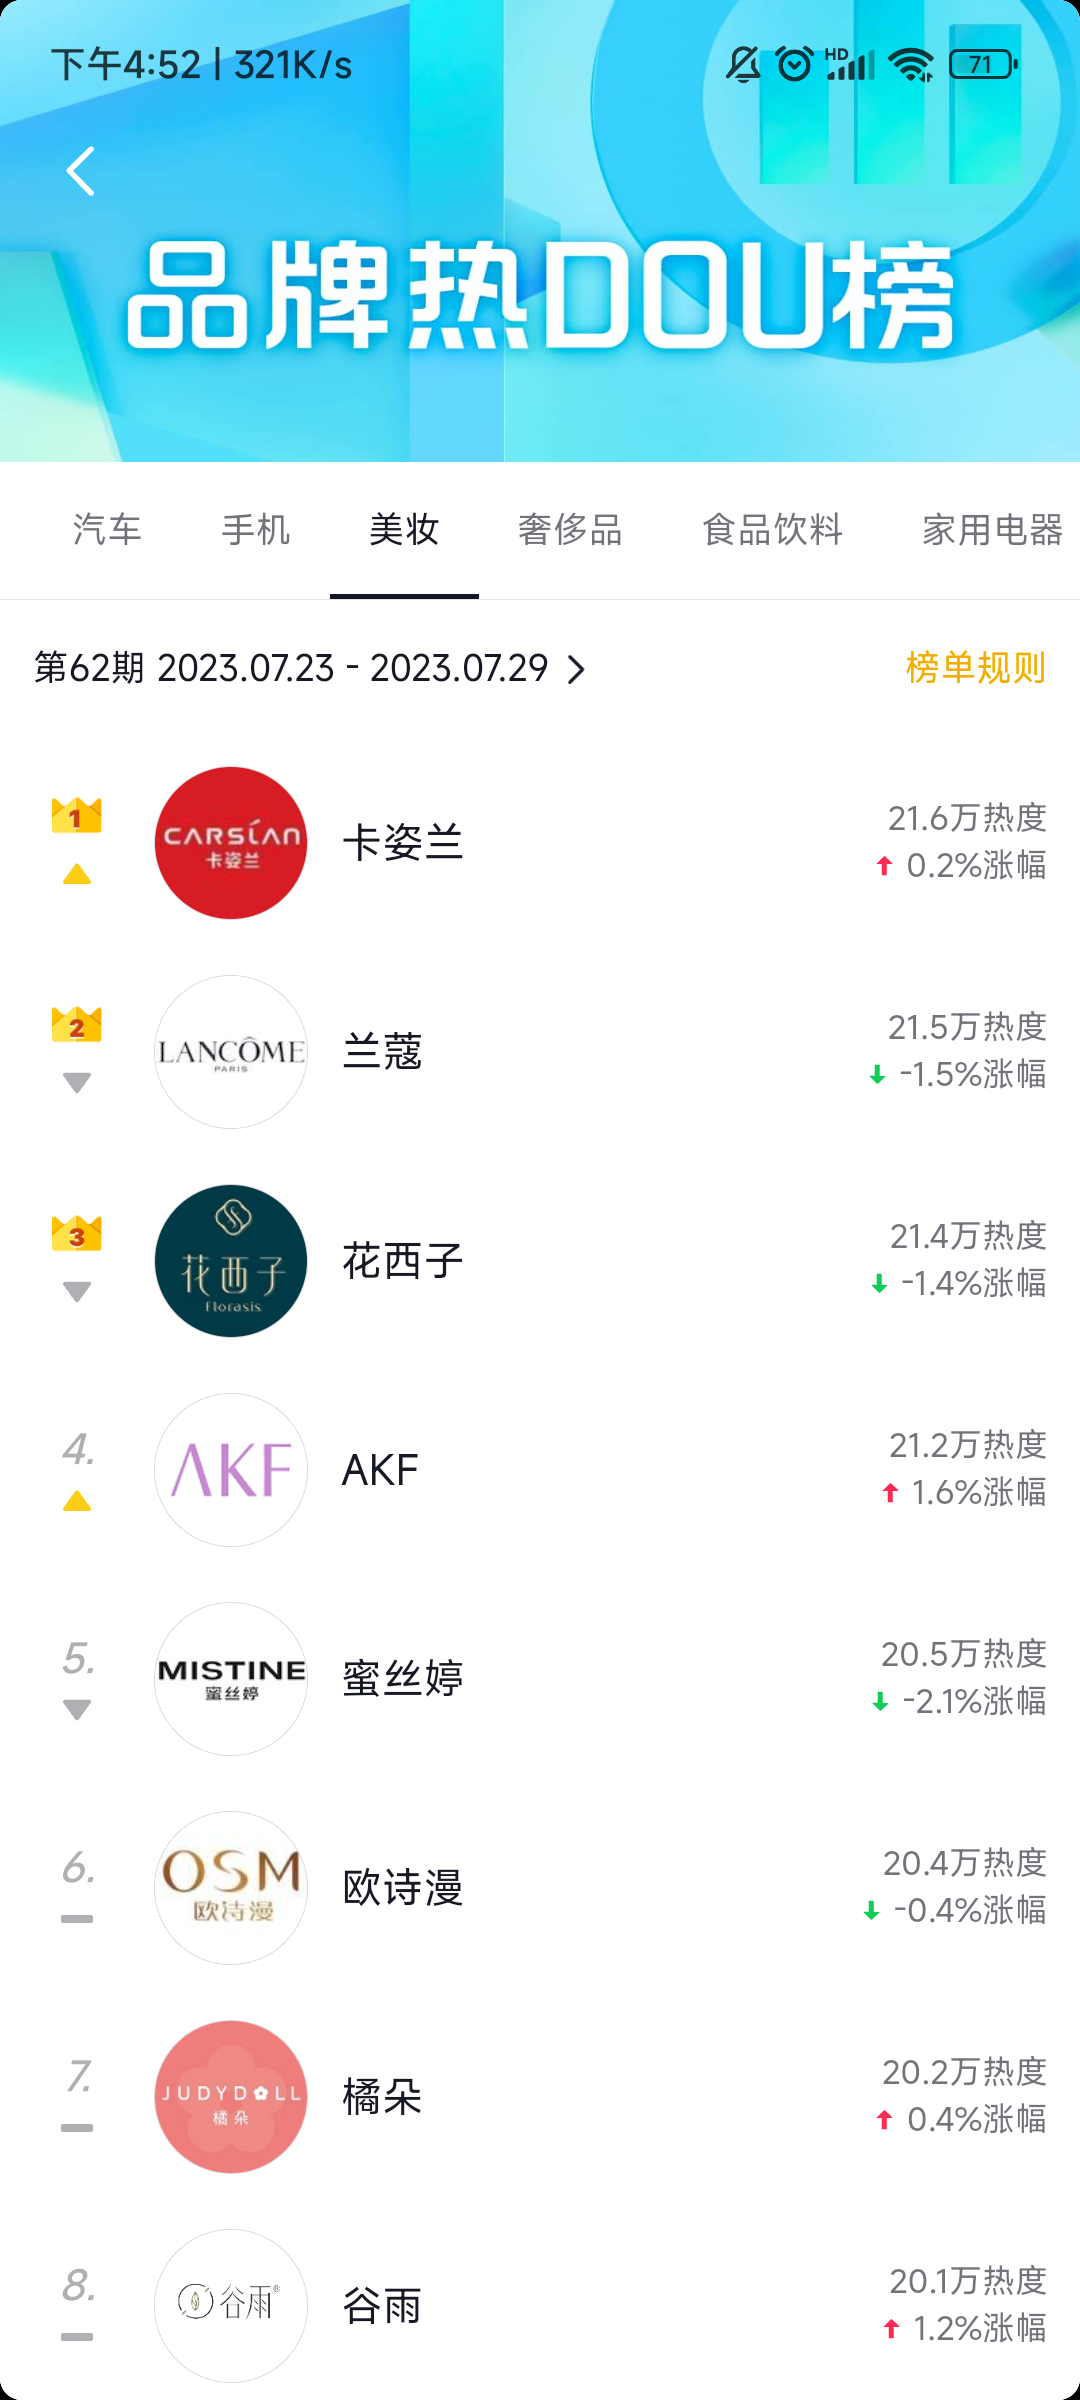 下午4:52 | 321K/s
HD
71
品牌热DOU榜
汽车 手机 美妆 奢侈品 食品饮料 家用电器
第62期 2023.07.23 - 2023.07.29
榜单规则
1
CARSLAN
卡姿兰
卡姿兰
21.6万热度
0.2%涨幅
2
LANCÔME
PARIS
兰蔻
21.5万热度
-1.5%涨幅
3
花西子
Florasis
花西子
21.4万热度
-1.4%涨幅
4.
AKF
AKF
21.2万热度
1.6%涨幅
5.
MISTINE
蜜丝婷
蜜丝婷
20.5万热度
-2.1%涨幅
6.
OSM
欧诗漫
欧诗漫
20.4万热度
-0.4%涨幅
7.
JUDYDOLL
橘朵
橘朵
20.2万热度
0.4%涨幅
8.
谷雨®
谷雨
20.1万热度
1.2%涨幅